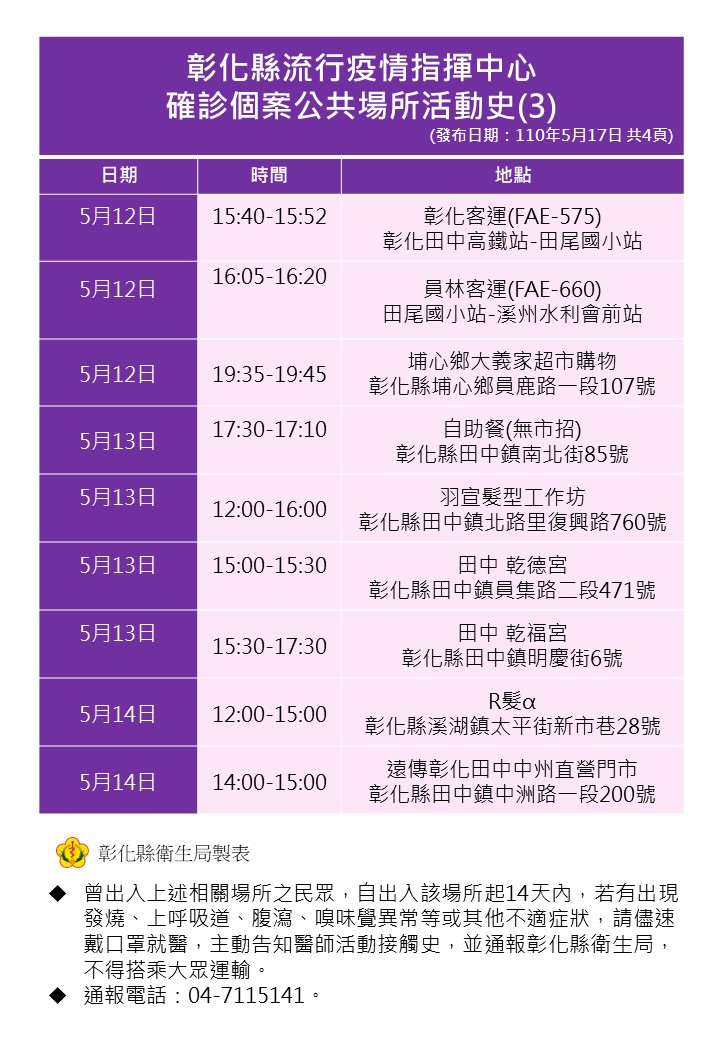 彰化縣流行疫情指揮中心
確診個案公共場所活動史(3)
(發布日期：110年5月17日 共4頁)
日期 時間 地點
5月12日 15:40-15:52 彰化客運(FAE-575)
彰化田中高鐵站-田尾國小站
5月12日 16:05-16:20 員林客運(FAE-660)
田尾國小站-溪州水利會前站
5月12日 19:35-19:45 埔心鄉大義家超市購物
彰化縣埔心鄉員鹿路一段107號
5月13日 17:30-17:10 自助餐(無市招)
彰化縣田中鎮南北街85號
5月13日 12:00-16:00 羽宣髮型工作坊
彰化縣田中鎮北路里復興路760號
5月13日 15:00-15:30 田中 乾德宮
彰化縣田中鎮員集路二段471號
5月13日 15:30-17:30 田中 乾福宮
彰化縣田中鎮明慶街6號
5月14日 12:00-15:00 R髮α
彰化縣溪湖鎮太平街新市巷28號
5月14日 14:00-15:00 遠傳彰化田中中州直營門市
彰化縣田中鎮中洲路一段200號
彰化縣衛生局製表
◆ 曾出入上述相關場所之民眾，自出入該場所起14天內，若有出現
發燒、上呼吸道、腹瀉、嗅味覺異常等或其他不適症狀，請儘速
戴口罩就醫，主動告知醫師活動接觸史，並通報彰化縣衛生局，
不得搭乘大眾運輸。
◆ 通報電話：04-7115141。